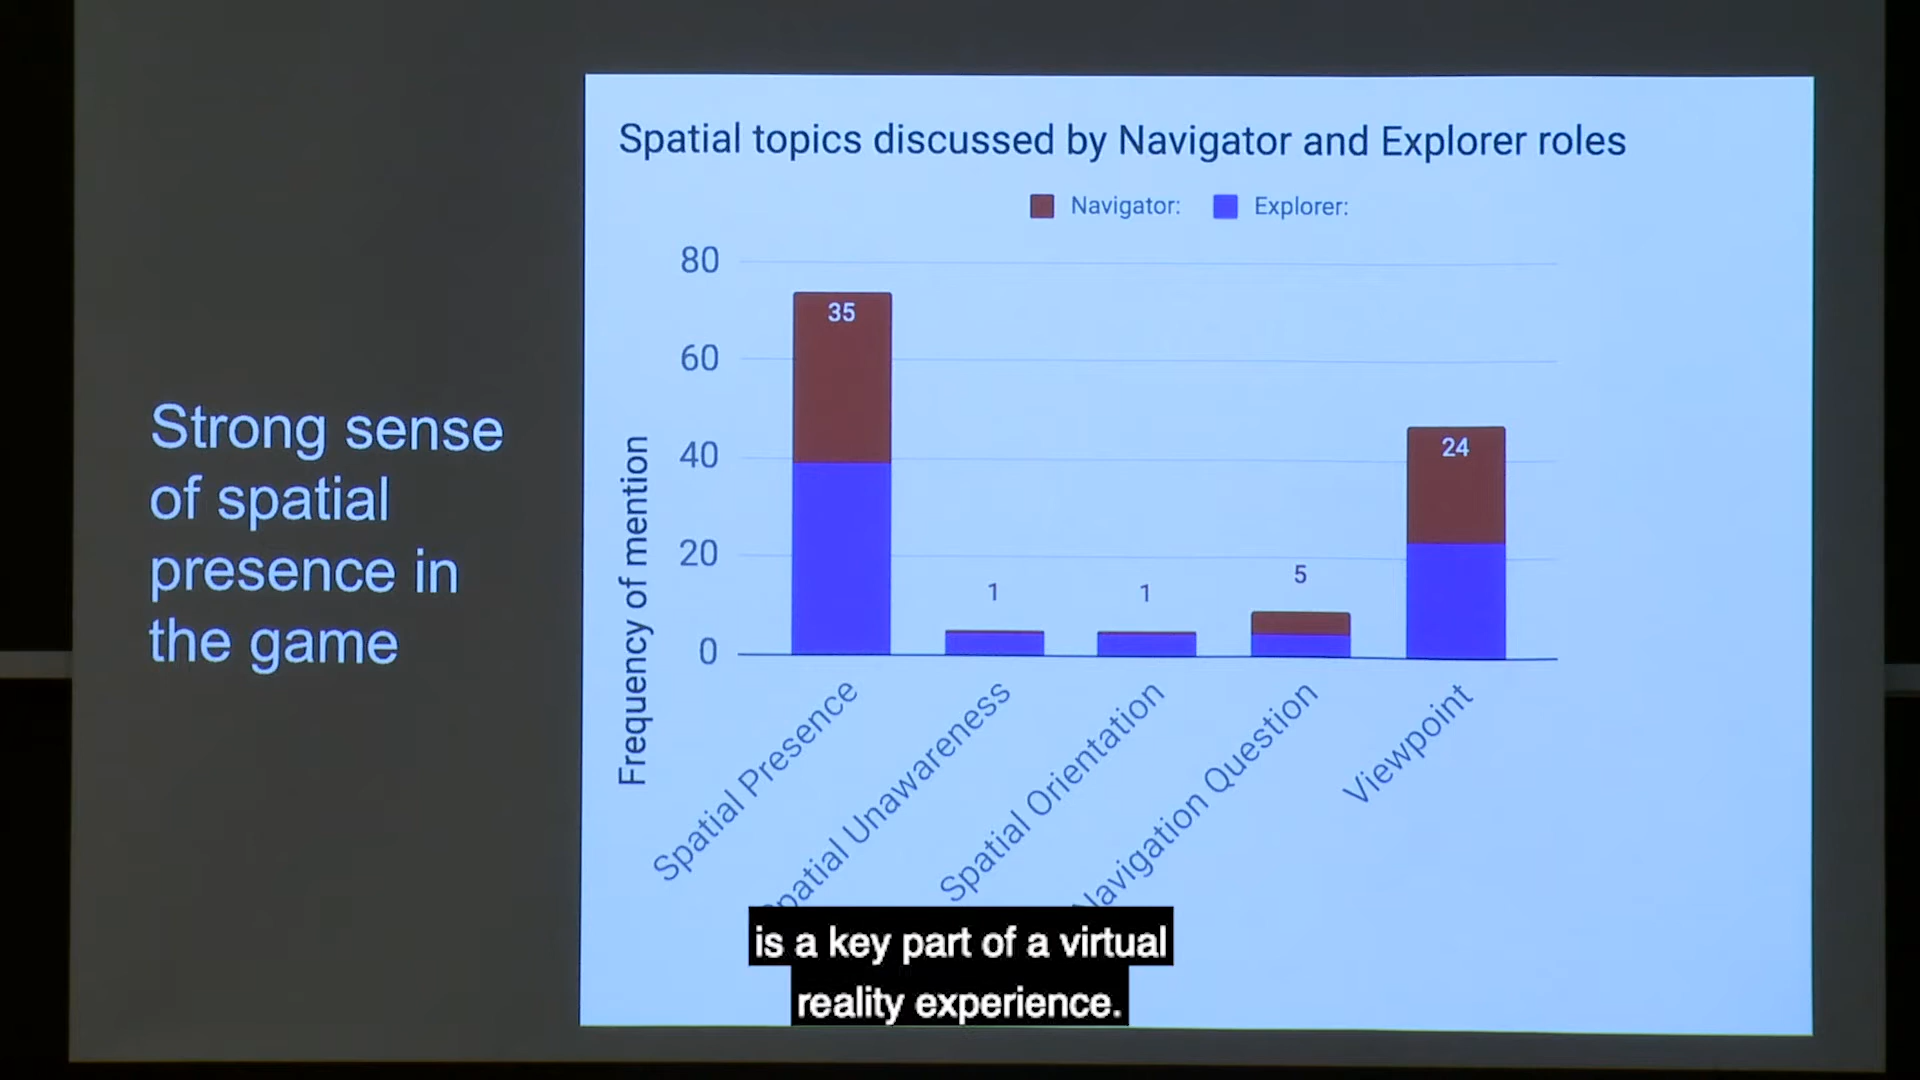 Strong sense
of spatial
presence in
the game
Spatial topics discussed by Navigator and Explorer roles
Navigator:
Explorer:
Frequency of mention
80
60
40
20
0
35
1
1
5
24
Spatial Presence
patial Unawareness
Spatial Orientation
Navigation Question
Viewpoint
is a key part of a virtual
reality experience.